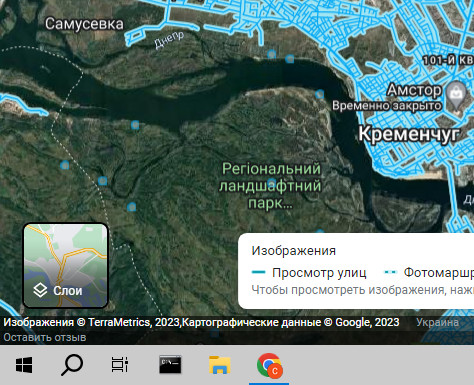 Самусевка
Днепр
101-Й КВ
Амстор
Временно закрыто
Кременчуг
Регіональний
ландшафтний
парк...
Изображения
Просмотр улиц
Фотомаршр
Чтобы просмотреть изображения, наж
Слои
Изображения © TerraMetrics, 2023,Картографические данные © Google, 2023
Украина
Оставить отзыв
C